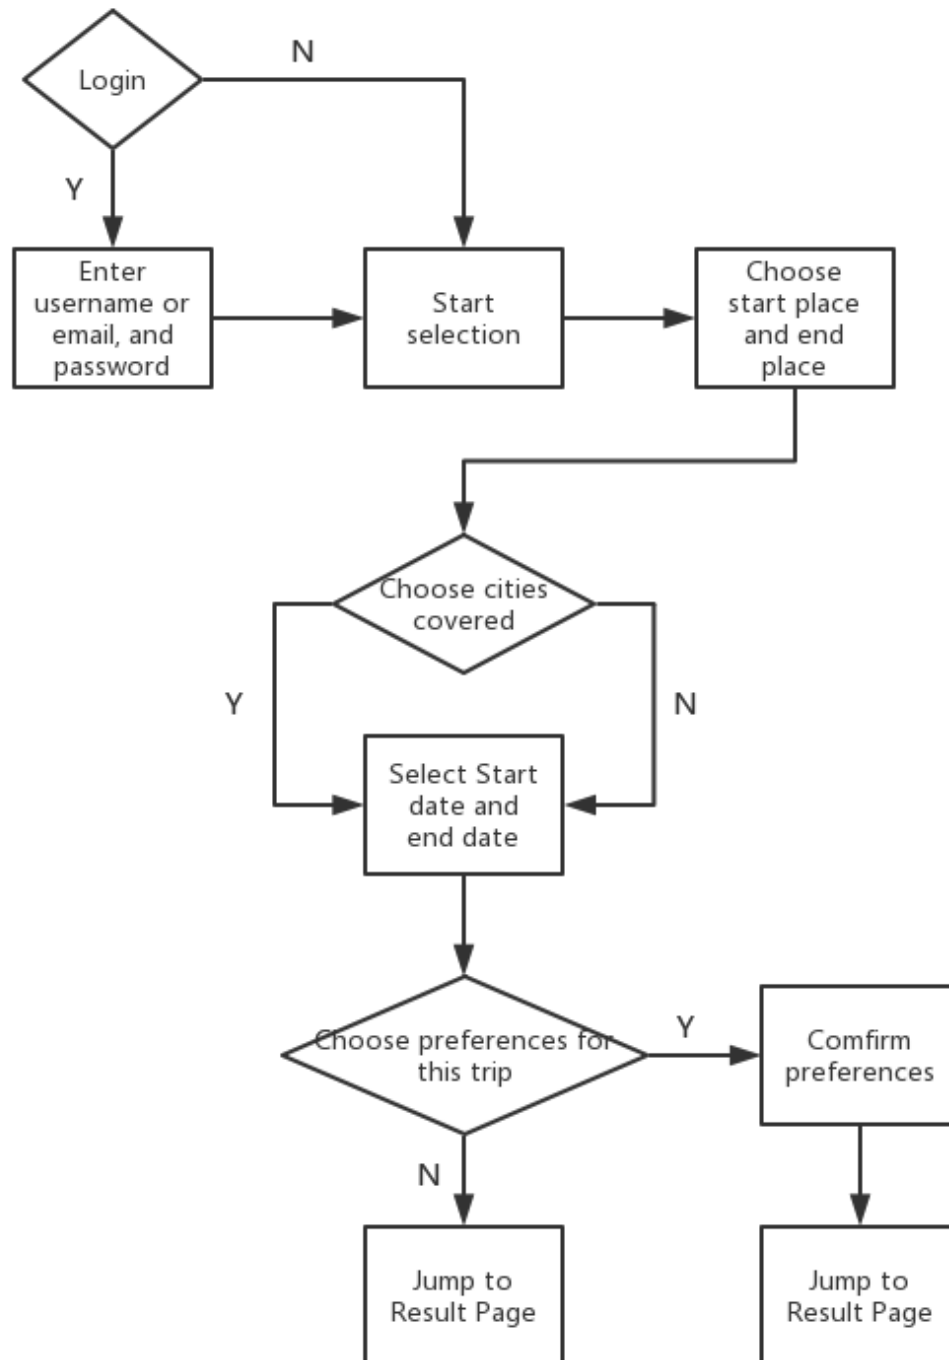 Login
N
Y
Enter
username or
email, and
password
Start
selection
Choose
start place
and end
place
Choose cities
covered
Y
N
Select Start
date and
end date
Choose preferences for
this trip
Y
Comfirm
preferences
N
Jump to
Result Page
Jump to
Result Page